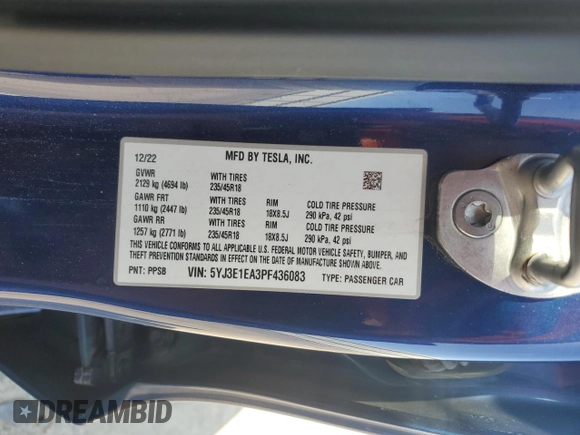 12/22 MFD BY TESLA, INC.
GVWR WITH TIRES
2129 kg (4694 lb) 235/45R18
GAWR FRT WITH TIRES RIM COLD TIRE PRESSURE
1110 kg (2447 lb) 235/45R18 18X8.5J 290 kPa, 42 psi
GAWR RR WITH TIRES RIM COLD TIRE PRESSURE
1257 kg (2771 lb) 235/45R18 18X8.5J 290 kPa, 42 psi
THIS VEHICLE CONFORMS TO ALL APPLICABLE U.S. FEDERAL MOTOR VEHICLE SAFETY, BUMPER, AND
THEFT PREVENTION STANDARDS IN EFFECT ON THE DATE OF MANUFACTURE SHOWN ABOVE.
PNT: PPSB VIN: 5YJ3E1EA3PF436083 TYPE: PASSENGER CAR
DREAMBID